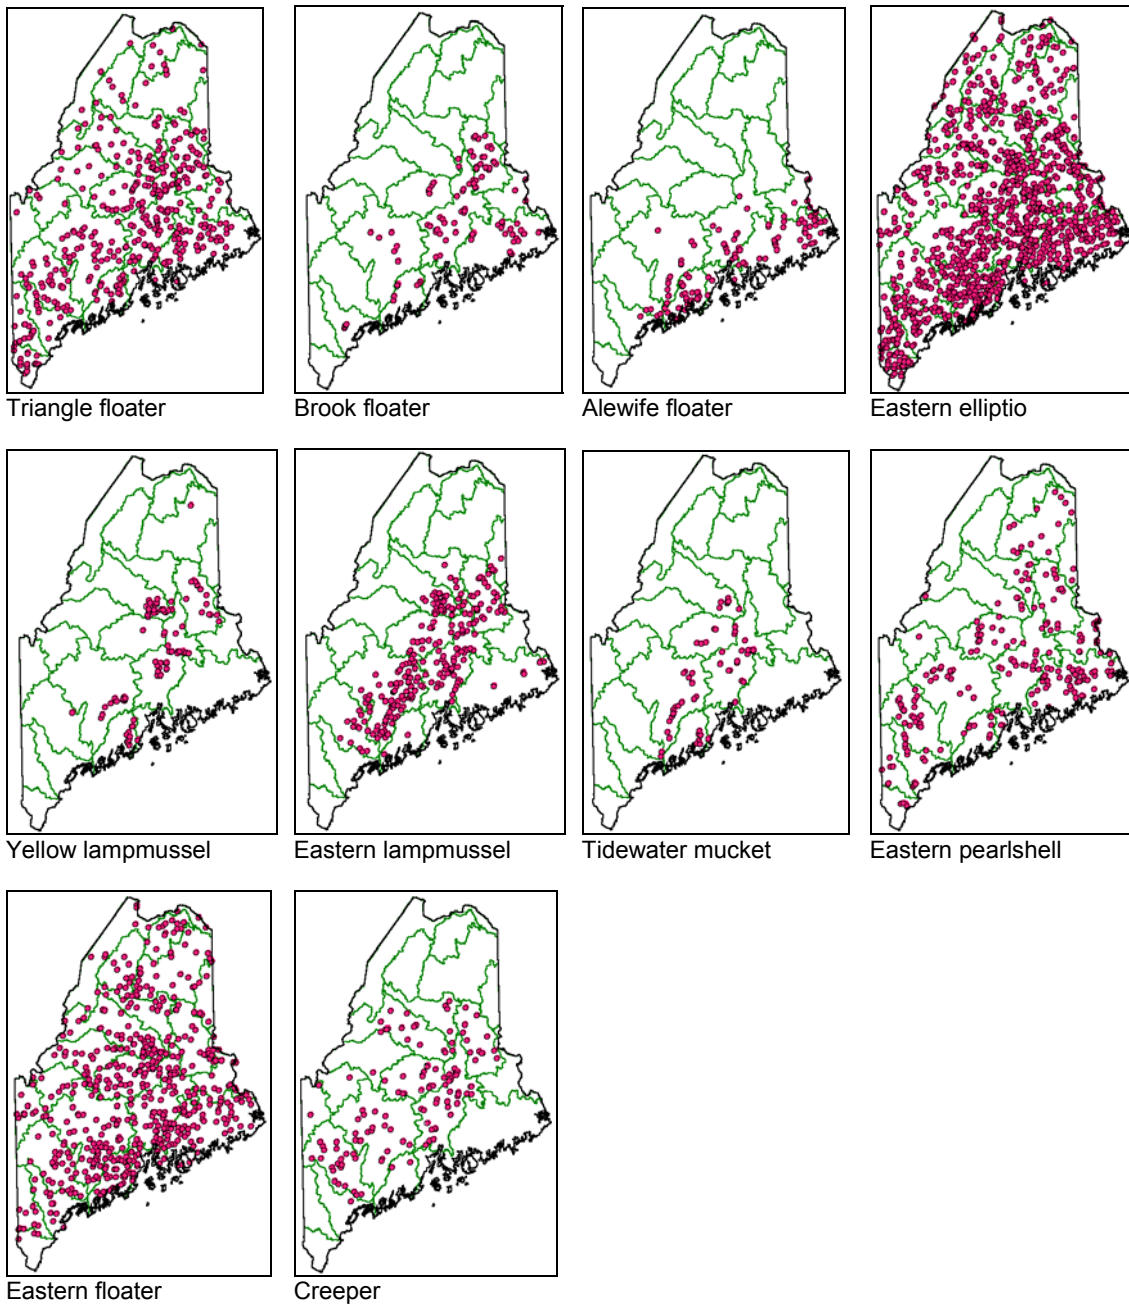 Triangle floater
Brook floater
Alewife floater
Eastern elliptio
Yellow lampmussel
Eastern lampmussel
Tidewater mucket
Eastern pearlshell
Eastern floater
Creeper